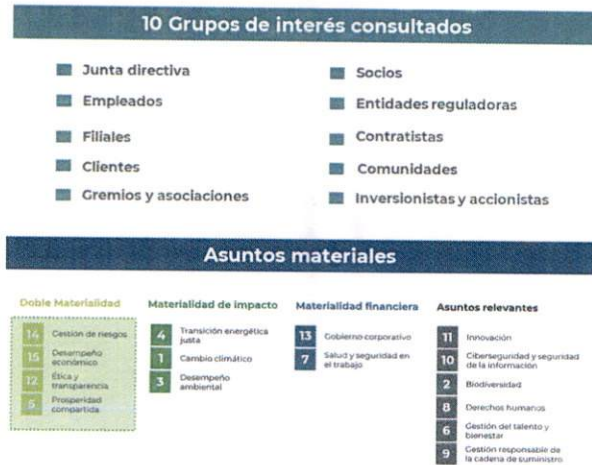 10 Grupos de interés consultados
Junta directiva
Empleados
Filiales
Clientes
Gremios y asociaciones
Socios
Entidades reguladoras
Contratistas
Comunidades
Inversionistas y accionistas
Asuntos materiales
Doble Materialidad
14 Gestión de riesgos
15 Desempeño
económico
12 Ética y
transparencia
5 Prosperidad
compartida
Materialidad de impacto
4 Transición energética
justa
1 Cambio climático
3 Desempeño
ambiental
Materialidad financiera
13 Gobierno corporativo
7 Salud y seguridad en
el trabajo
Asuntos relevantes
11 Innovación
10 Ciberseguridad y seguridad
de la información
2 Biodiversidad
8 Derechos humanos
6 Gestión del talento y
bienestar
9 Gestión responsable de
la cadena de suministro